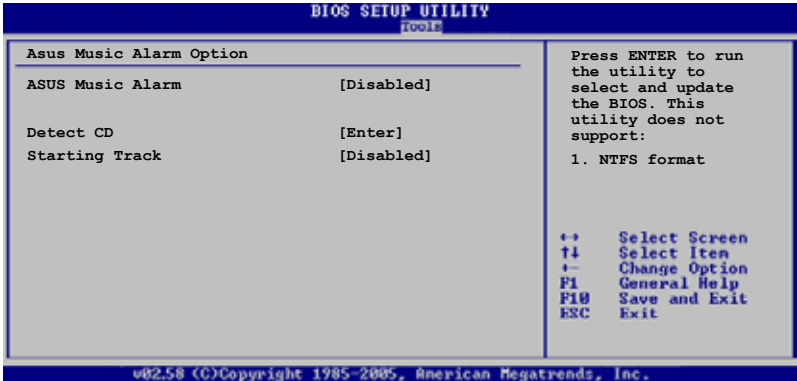 BIOS SETUP UTILITY
Tools
Asus Music Alarm Option
ASUS Music Alarm [Disabled]
Detect CD [Enter]
Starting Track [Disabled]
Press ENTER to run
the utility to
select and update
the BIOS. This
utility does not
support:
1. NTFS format
↔ Select Screen
↑↓ Select Item
+- Change Option
F1 General Help
F10 Save and Exit
ESC Exit
v02.58 (C)Copyright 1985-2005, American Megatrends, Inc.